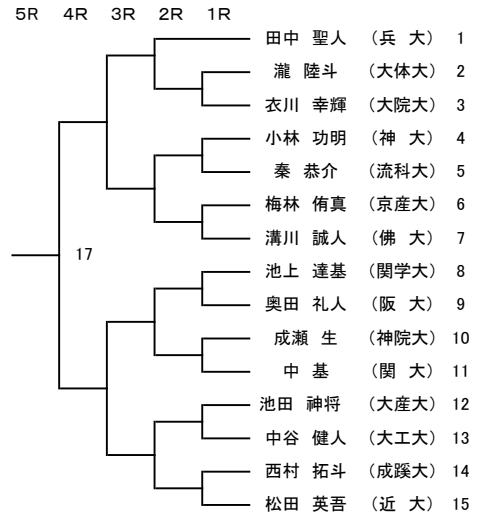 5R 4R 3R 2R 1R
田中 聖人 (兵 大) 1
瀧 陸斗 (大体大) 2
衣川 幸輝 (大院大) 3
小林 功明 (神 大) 4
秦 恭介 (流科大) 5
梅林 侑真 (京産大) 6
溝川 誠人 (佛 大) 7
17
池上 達基 (関学大) 8
奥田 礼人 (阪 大) 9
成瀬 生 (神院大) 10
中 基 (関 大) 11
池田 神将 (大産大) 12
中谷 健人 (大工大) 13
西村 拓斗 (成蹊大) 14
松田 英吾 (近 大) 15